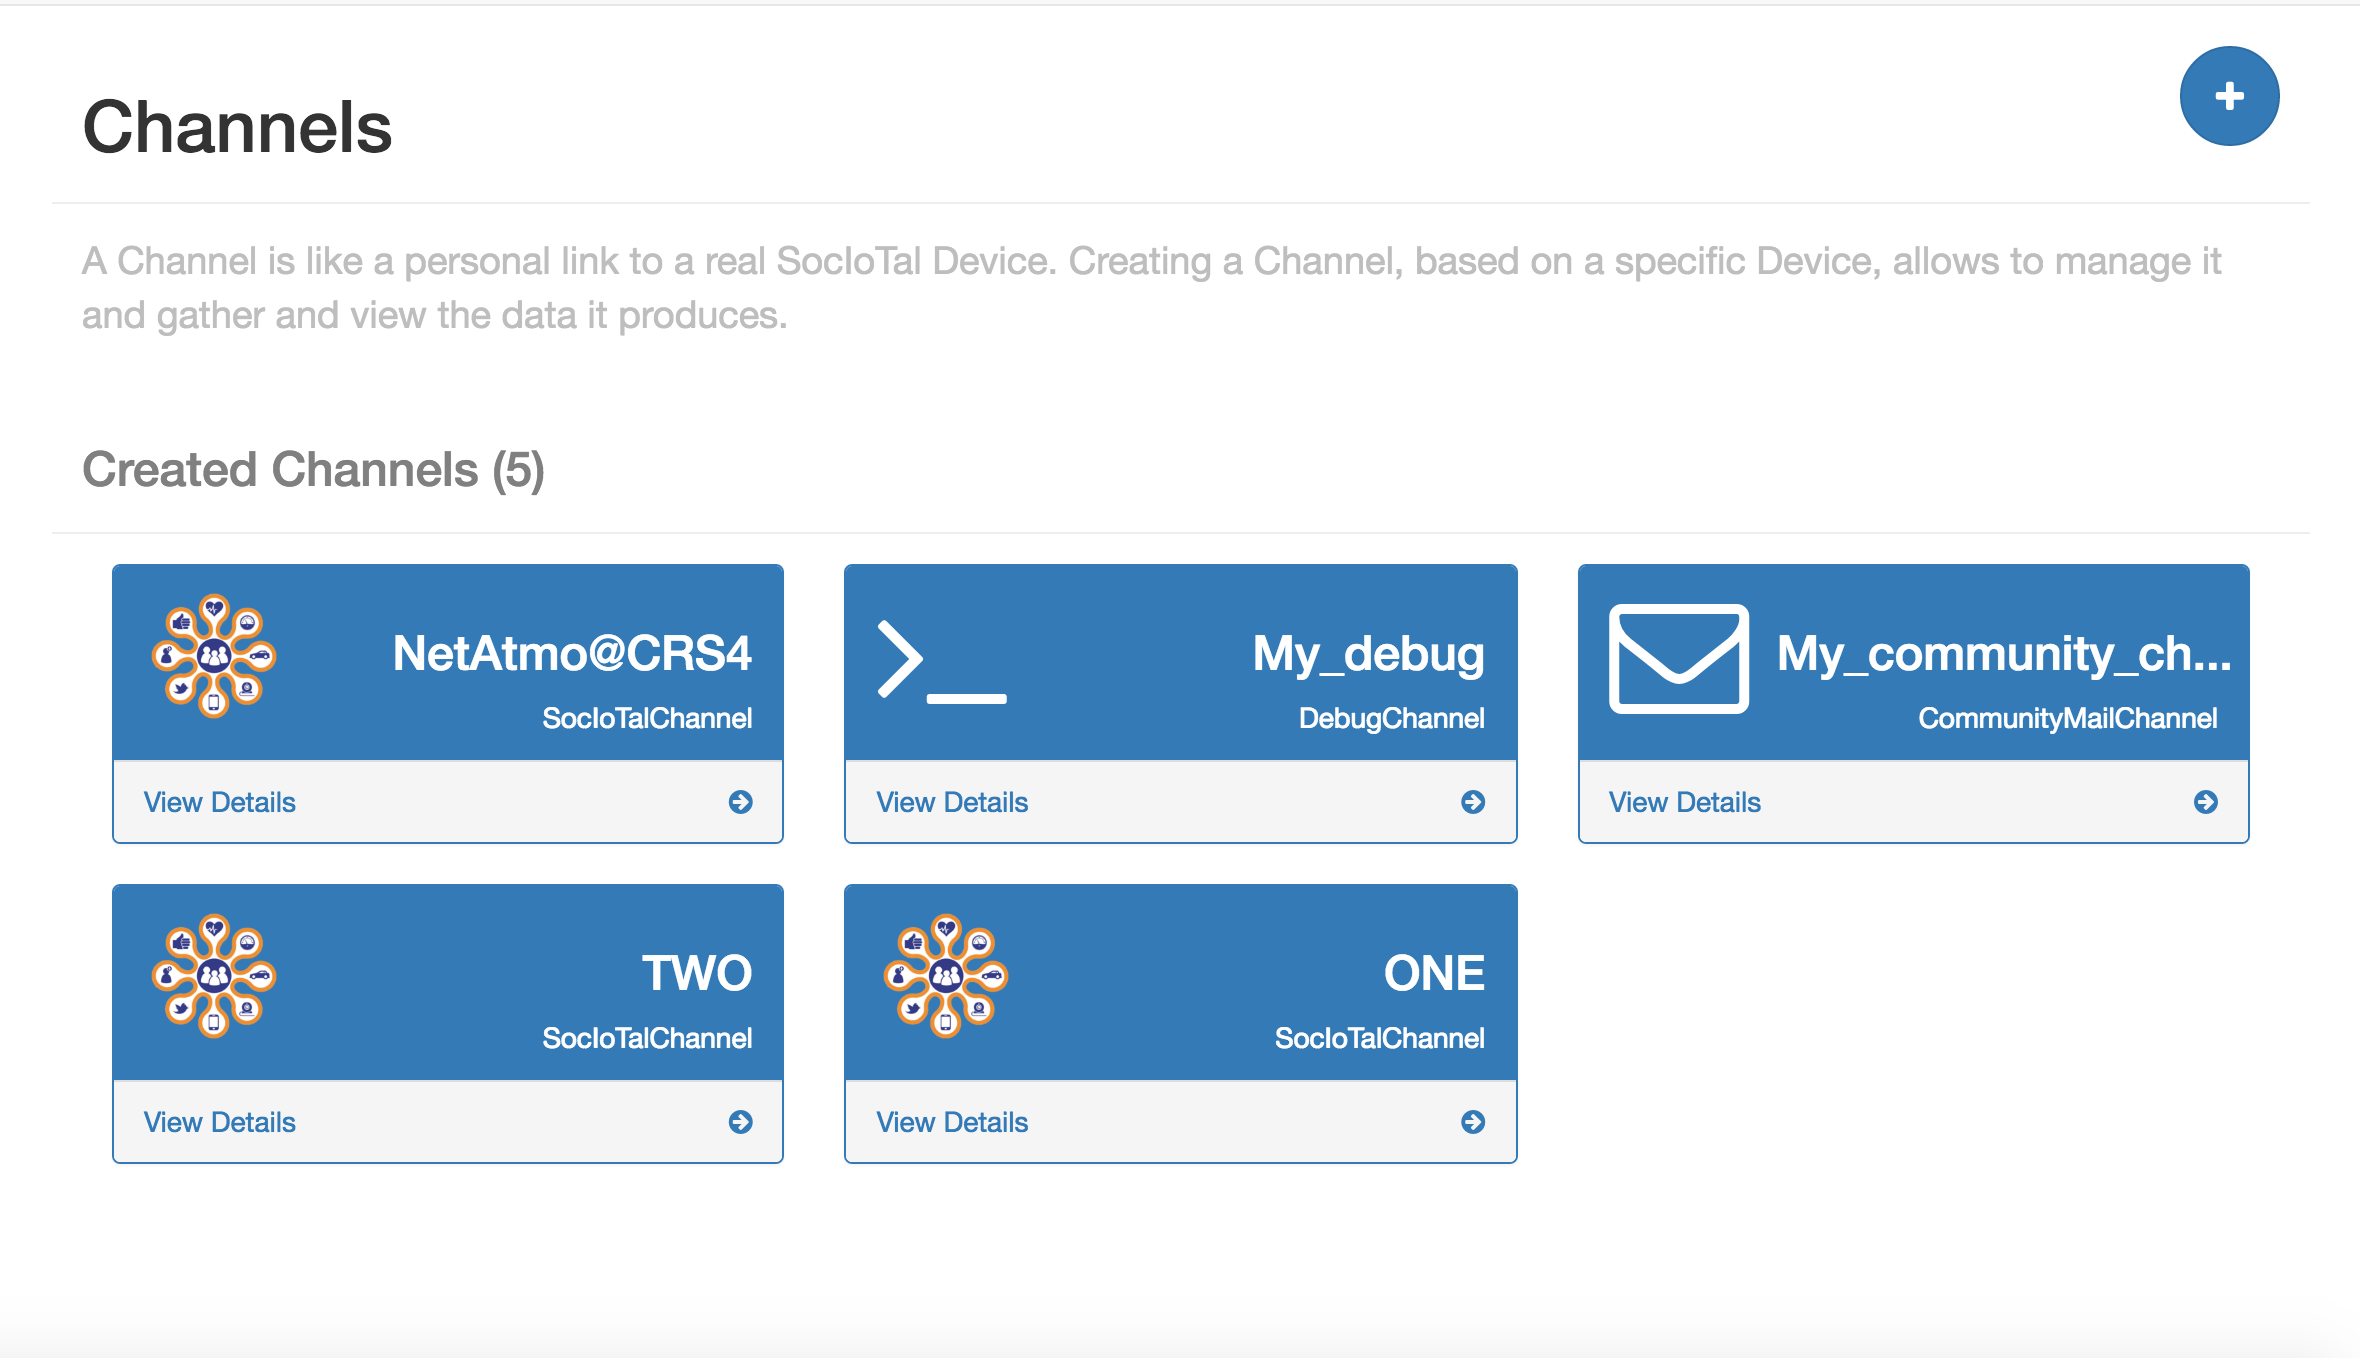 Channels
A Channel is like a personal link to a real SocIoTal Device. Creating a Channel, based on a specific Device, allows to manage it
and gather and view the data it produces.
Created Channels (5)
NetAtmo@CRS4
SocIoTalChannel
View Details
My_debug
DebugChannel
View Details
My_community_ch...
CommunityMailChannel
View Details
TWO
SocIoTalChannel
View Details
ONE
SocIoTalChannel
View Details